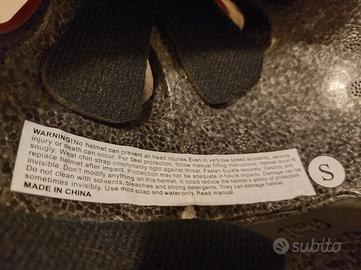 WARNING!No helmet can prevent all head injuries. Even in very low speed accidents, serious
injury or death can occur. For best protection, follow manual fitting instructions. Helmet must fit
snugly. Wear chin strap comfortably tight against throat. Fasten buckle securely. Destroy and
replace helmet after impact. Protection may not be adequate in future impacts. Damage can be
invisible. Don't modify anything on this helmet. It could reduce the helmet's ability of protection
Do not clean with solvents, bleaches and strong detergents. They can damage helmet,
sometimes invisibly. Use mild soap and water only. Read manual.
MADE IN CHINA
S
subito